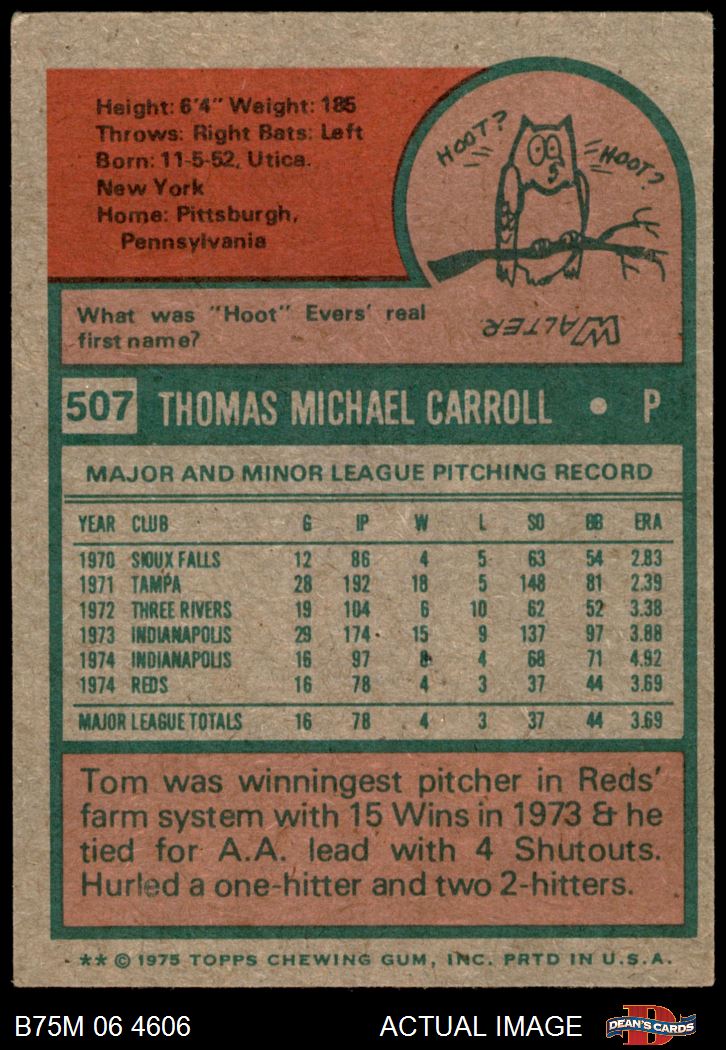 Height: 6'4" Weight: 185
Throws: Right Bats: Left
Born: 11-5-52, Utica.
New York
Home: Pittsburgh,
Pennsylvania
HOOT?
HOOT?
What was "Hoot" Evers' real
first name?
WALTER
507 THOMAS MICHAEL CARROLL • P
MAJOR AND MINOR LEAGUE PITCHING RECORD
YEAR CLUB G IP W L SO BB ERA
1970 SIOUX FALLS 12 86 4 5 63 54 2.83
1971 TAMPA 28 192 18 5 148 81 2.39
1972 THREE RIVERS 19 104 6 10 62 52 3.38
1973 INDIANAPOLIS 29 174 15 9 137 97 3.88
1974 INDIANAPOLIS 16 97 8 4 68 71 4.92
1974 REDS 16 78 4 3 37 44 3.69
MAJOR LEAGUE TOTALS 16 78 4 3 37 44 3.69
Tom was winningest pitcher in Reds'
farm system with 15 Wins in 1973 & he
tied for A.A. lead with 4 Shutouts.
Hurled a one-hitter and two 2-hitters.
** © 1975 TOPPS CHEWING GUM, INC. PRTD IN U.S.A.
B75M 06 4606 ACTUAL IMAGE D DEAN'S CARDS